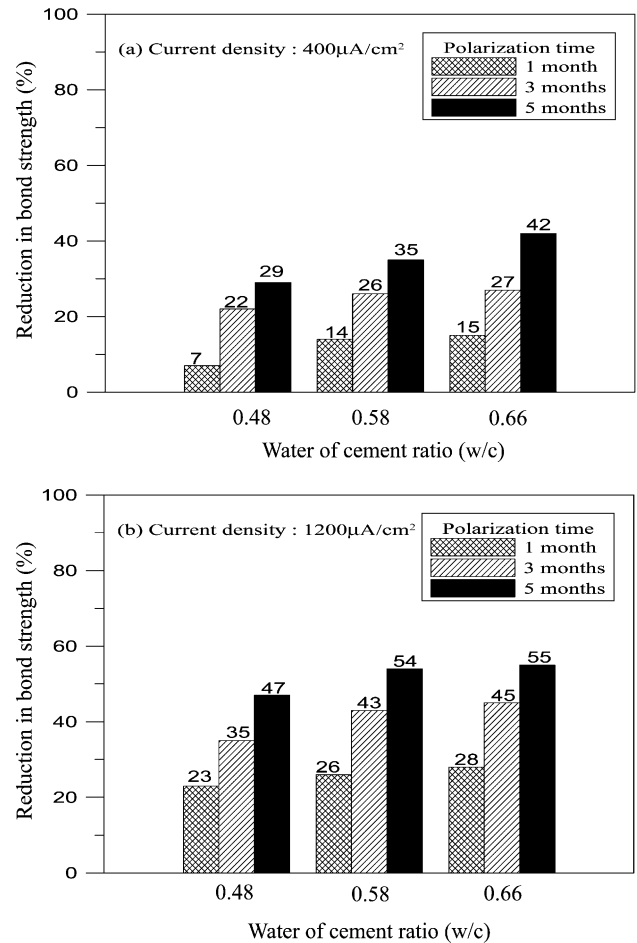 100
(a) Current density : 400μA/cm²
Polarization time
1 month
3 months
5 months
80
60
40
20
0
Reduction in bond strength (%)
7
22
29
14
26
35
15
27
42
0.48
0.58
0.66
Water of cement ratio (w/c)
100
(b) Current density : 1200μA/cm²
Polarization time
1 month
3 months
5 months
80
60
40
20
0
Reduction in bond strength (%)
23
35
47
26
43
54
28
45
55
0.48
0.58
0.66
Water of cement ratio (w/c)